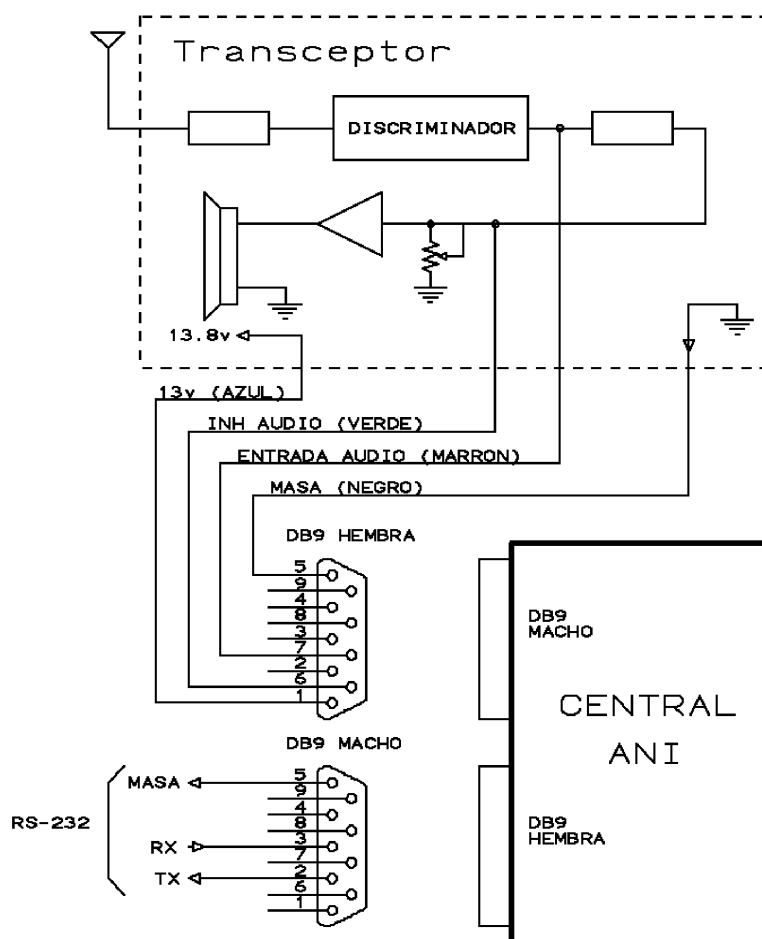 Transceptor
DISCRIMINADOR
13.8v
13v (AZUL)
INH AUDIO (VERDE)
ENTRADA AUDIO (MARRON)
MASA (NEGRO)
DB9 HEMBRA
5
9
4
8
3
7
2
6
1
DB9
MACHO
CENTRAL
ANI
DB9 MACHO
5
9
4
8
3
7
2
6
1
MASA
RS-232
RX
TX
DB9
HEMBRA